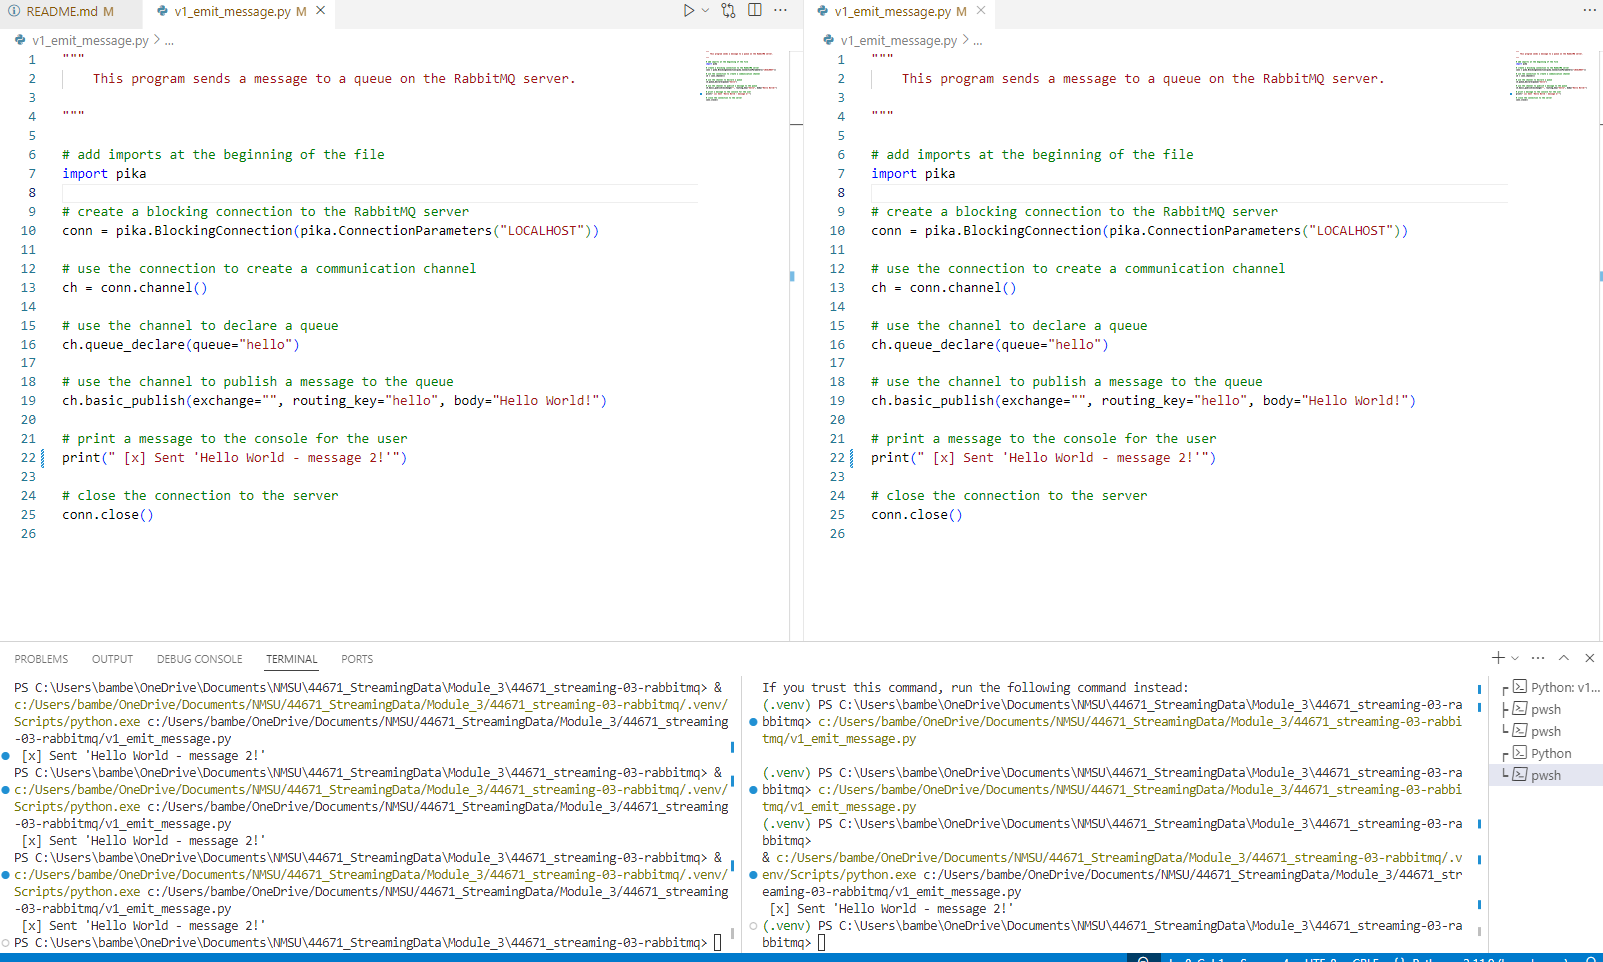 README.md M
v1_emit_message.py M
v1_emit_message.py > ...
1 """
2 This program sends a message to a queue on the RabbitMQ server.
3
4 """
5
6 # add imports at the beginning of the file
7 import pika
8
9 # create a blocking connection to the RabbitMQ server
10 conn = pika.BlockingConnection(pika.ConnectionParameters("LOCALHOST"))
11
12 # use the connection to create a communication channel
13 ch = conn.channel()
14
15 # use the channel to declare a queue
16 ch.queue_declare(queue="hello")
17
18 # use the channel to publish a message to the queue
19 ch.basic_publish(exchange="", routing_key="hello", body="Hello World!")
20
21 # print a message to the console for the user
22 print(" [x] Sent 'Hello World - message 2!'")
23
24 # close the connection to the server
25 conn.close()
26
v1_emit_message.py M
v1_emit_message.py > ...
1 """
2 This program sends a message to a queue on the RabbitMQ server.
3
4 """
5
6 # add imports at the beginning of the file
7 import pika
8
9 # create a blocking connection to the RabbitMQ server
10 conn = pika.BlockingConnection(pika.ConnectionParameters("LOCALHOST"))
11
12 # use the connection to create a communication channel
13 ch = conn.channel()
14
15 # use the channel to declare a queue
16 ch.queue_declare(queue="hello")
17
18 # use the channel to publish a message to the queue
19 ch.basic_publish(exchange="", routing_key="hello", body="Hello World!")
20
21 # print a message to the console for the user
22 print(" [x] Sent 'Hello World - message 2!'")
23
24 # close the connection to the server
25 conn.close()
26
PROBLEMS OUTPUT DEBUG CONSOLE TERMINAL PORTS
PS C:\Users\bambe\OneDrive\Documents\NMSU\44671_StreamingData\Module_3\44671_streaming-03-rabbitmq> &
c:/Users/bambe/OneDrive/Documents/NMSU/44671_StreamingData/Module_3/44671_streaming-03-rabbitmq/.venv/
Scripts/python.exe c:/Users/bambe/OneDrive/Documents/NMSU/44671_StreamingData/Module_3/44671_streaming
-03-rabbitmq/v1_emit_message.py
[x] Sent 'Hello World - message 2!'
PS C:\Users\bambe\OneDrive\Documents\NMSU\44671_StreamingData\Module_3\44671_streaming-03-rabbitmq> &
c:/Users/bambe/OneDrive/Documents/NMSU/44671_StreamingData/Module_3/44671_streaming-03-rabbitmq/.venv/
Scripts/python.exe c:/Users/bambe/OneDrive/Documents/NMSU/44671_StreamingData/Module_3/44671_streaming
-03-rabbitmq/v1_emit_message.py
[x] Sent 'Hello World - message 2!'
PS C:\Users\bambe\OneDrive\Documents\NMSU\44671_StreamingData\Module_3\44671_streaming-03-rabbitmq> &
c:/Users/bambe/OneDrive/Documents/NMSU/44671_StreamingData/Module_3/44671_streaming-03-rabbitmq/.venv/
Scripts/python.exe c:/Users/bambe/OneDrive/Documents/NMSU/44671_StreamingData/Module_3/44671_streaming
-03-rabbitmq/v1_emit_message.py
[x] Sent 'Hello World - message 2!'
PS C:\Users\bambe\OneDrive\Documents\NMSU\44671_StreamingData\Module_3\44671_streaming-03-rabbitmq>
If you trust this command, run the following command instead:
(.venv) PS C:\Users\bambe\OneDrive\Documents\NMSU\44671_StreamingData\Module_3\44671_streaming-03-ra
bbitmq> c:/Users/bambe/OneDrive/Documents/NMSU/44671_StreamingData/Module_3/44671_streaming-03-rabbi
tmq/v1_emit_message.py
(.venv) PS C:\Users\bambe\OneDrive\Documents\NMSU\44671_StreamingData\Module_3\44671_streaming-03-ra
bbitmq> c:/Users/bambe/OneDrive/Documents/NMSU/44671_StreamingData/Module_3/44671_streaming-03-rabbi
tmq/v1_emit_message.py
(.venv) PS C:\Users\bambe\OneDrive\Documents\NMSU\44671_StreamingData\Module_3\44671_streaming-03-ra
bbitmq>
& c:/Users/bambe/OneDrive/Documents/NMSU/44671_StreamingData/Module_3/44671_streaming-03-rabbitmq/.v
env/Scripts/python.exe c:/Users/bambe/OneDrive/Documents/NMSU/44671_StreamingData/Module_3/44671_str
eaming-03-rabbitmq/v1_emit_message.py
[x] Sent 'Hello World - message 2!'
(.venv) PS C:\Users\bambe\OneDrive\Documents\NMSU\44671_StreamingData\Module_3\44671_streaming-03-ra
bbitmq>
Python: v1...
pwsh
pwsh
Python
pwsh